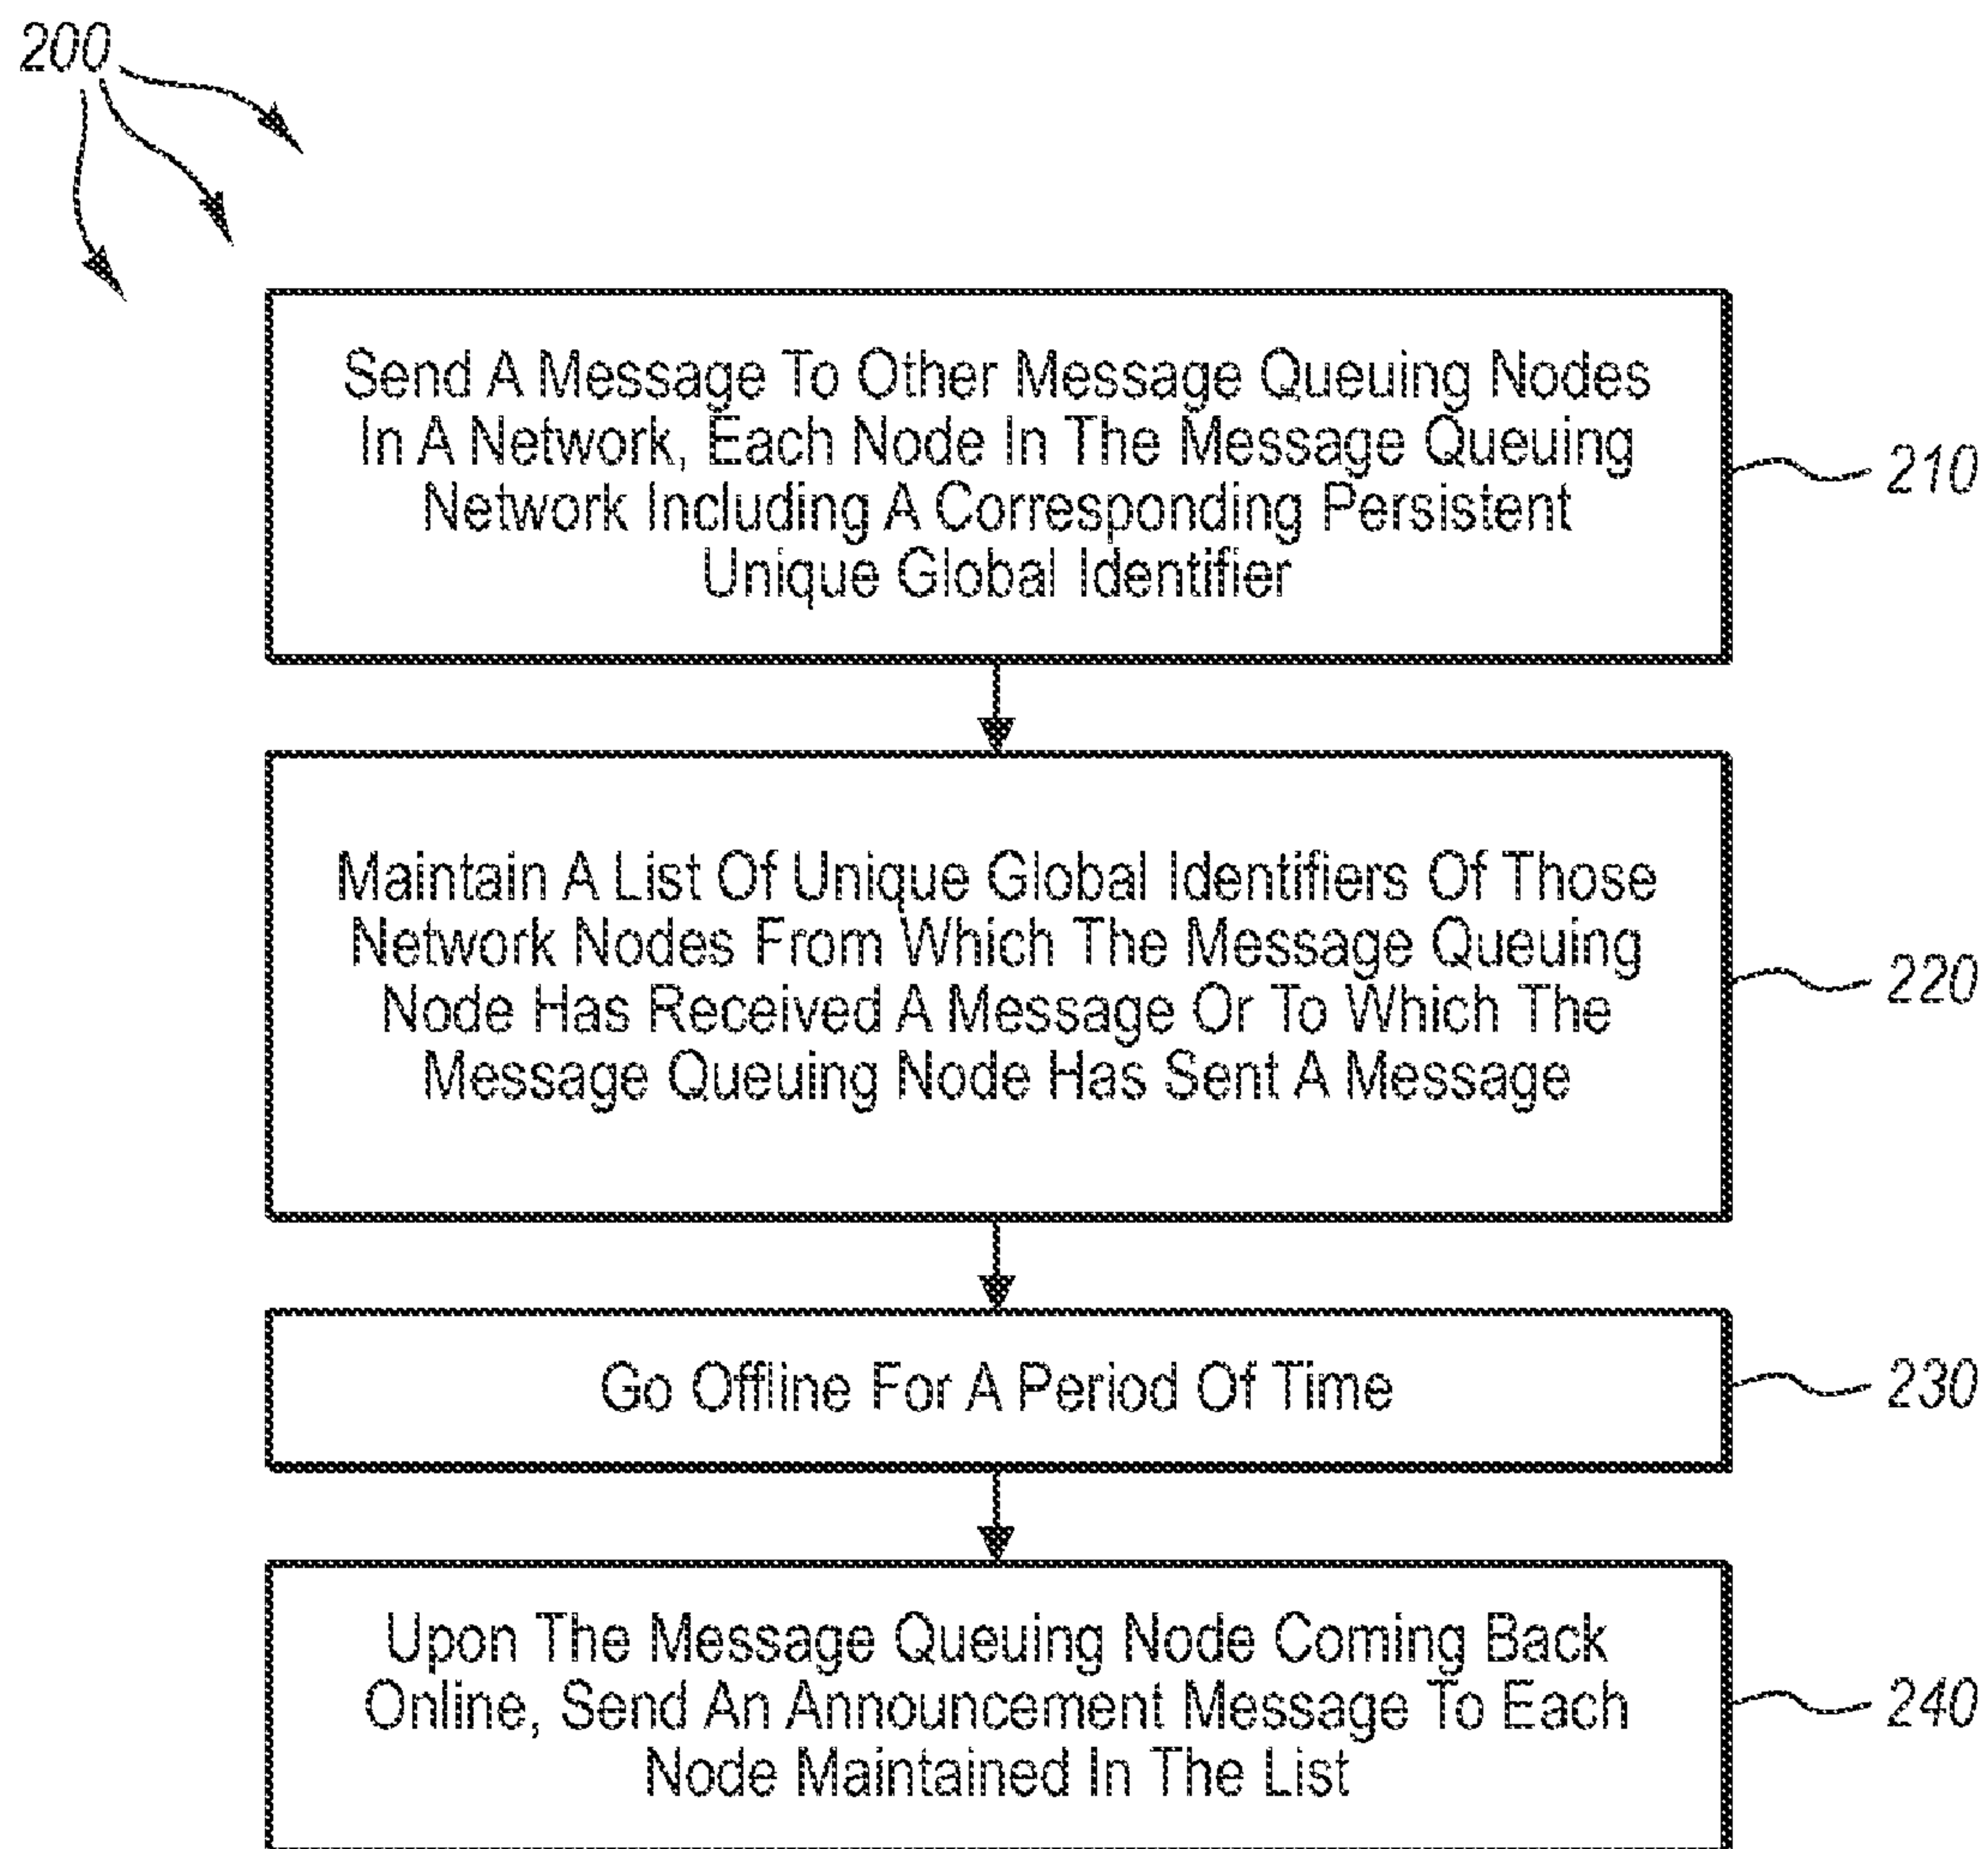 200
Send A Message To Other Message Queuing Nodes
In A Network, Each Node In The Message Queuing
Network Including A Corresponding Persistent
Unique Global Identifier
210
Maintain A List Of Unique Global Identifiers Of Those
Network Nodes From Which The Message Queuing
Node Has Received A Message Or To Which The
Message Queuing Node Has Sent A Message
220
Go Offline For A Period Of Time
230
Upon The Message Queuing Node Coming Back
Online, Send An Announcement Message To Each
Node Maintained In The List
240